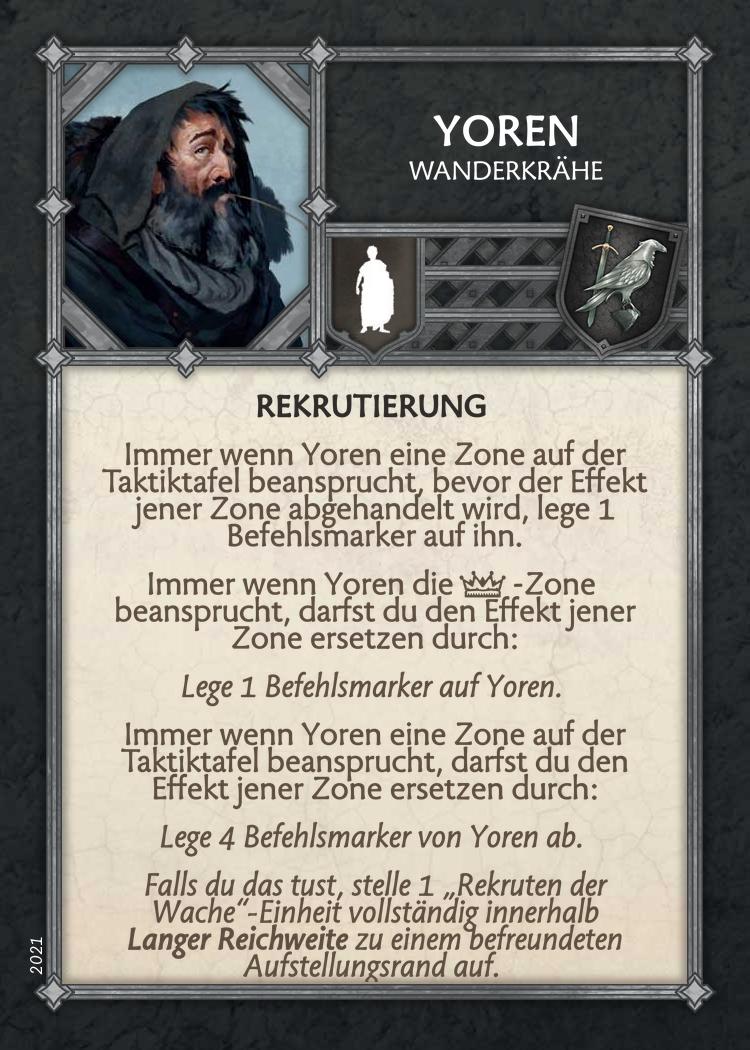 YOREN
WANDERKRÄHE
REKRUTIERUNG
Immer wenn Yoren eine Zone auf der
Taktiktafel beansprucht, bevor der Effekt
jener Zone abgehandelt wird, lege 1
Befehlsmarker auf ihn.
Immer wenn Yoren die -Zone
beansprucht, darfst du den Effekt jener
Zone ersetzen durch:
Lege 1 Befehlsmarker auf Yoren.
Immer wenn Yoren eine Zone auf der
Taktiktafel beansprucht, darfst du den
Effekt jener Zone ersetzen durch:
Lege 4 Befehlsmarker von Yoren ab.
Falls du das tust, stelle 1 „Rekruten der
Wache“-Einheit vollständig innerhalb
Langer Reichweite zu einem befreundeten
Aufstellungsrand auf.
2021